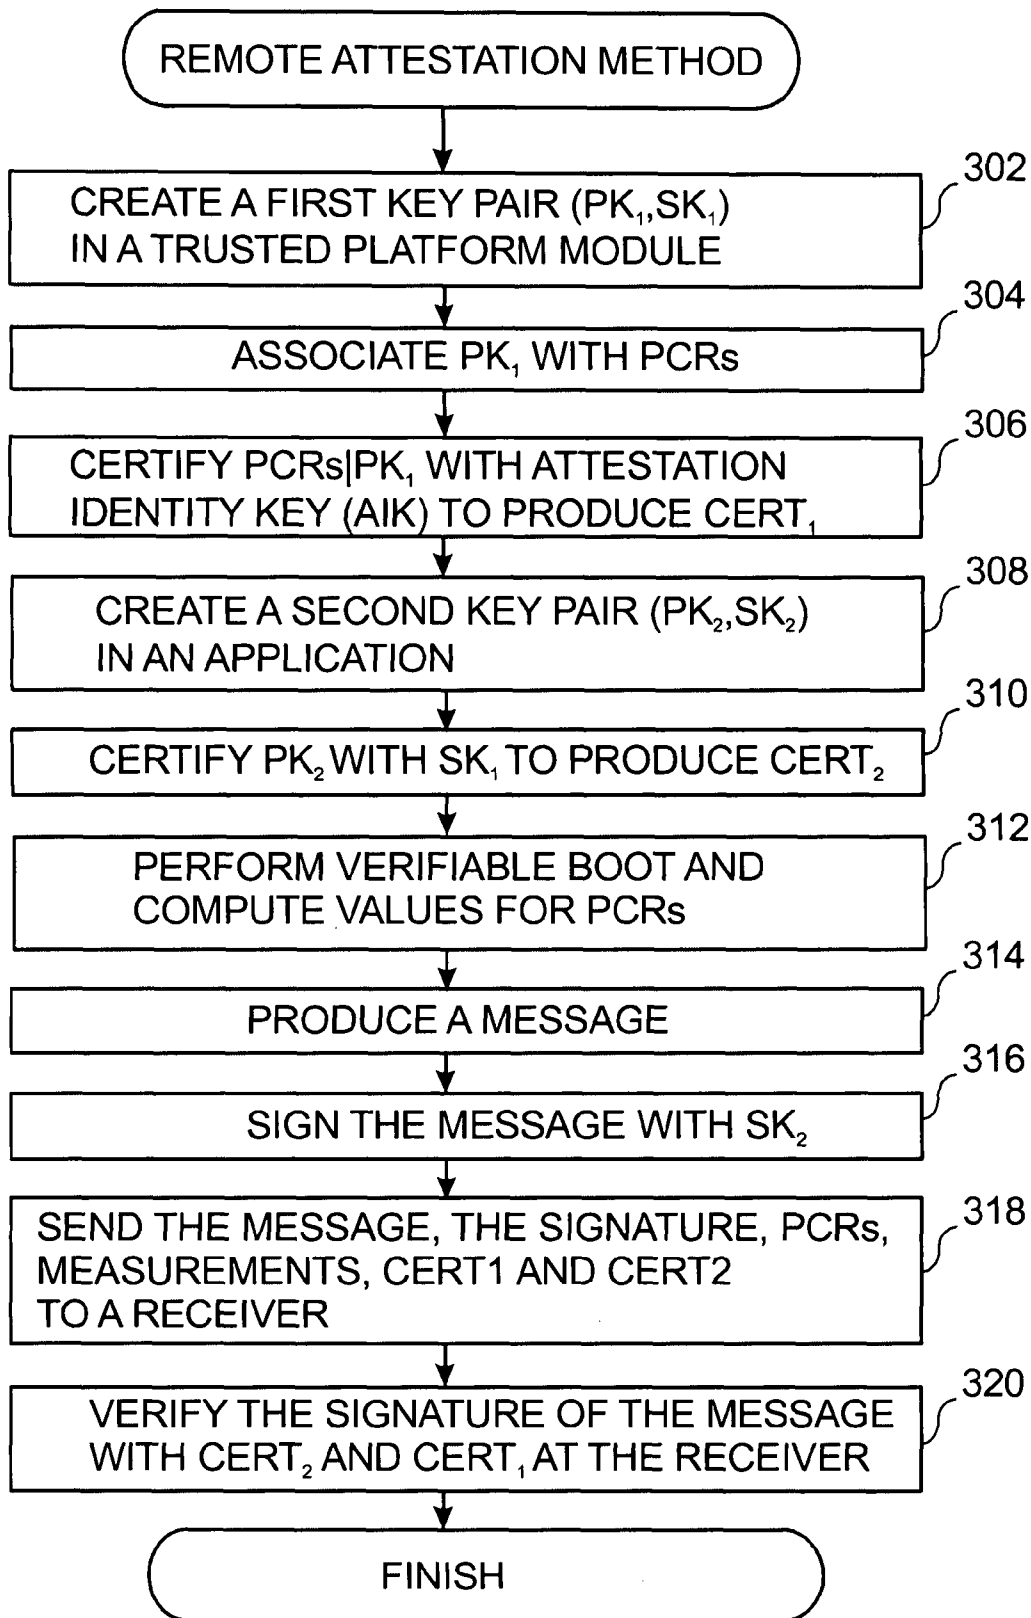 REMOTE ATTESTATION METHOD
302
CREATE A FIRST KEY PAIR (PK₁,SK₁)
IN A TRUSTED PLATFORM MODULE
304
ASSOCIATE PK₁ WITH PCRs
306
CERTIFY PCRs|PK₁ WITH ATTESTATION
IDENTITY KEY (AIK) TO PRODUCE CERT₁
308
CREATE A SECOND KEY PAIR (PK₂,SK₂)
IN AN APPLICATION
310
CERTIFY PK₂ WITH SK₁ TO PRODUCE CERT₂
312
PERFORM VERIFIABLE BOOT AND
COMPUTE VALUES FOR PCRs
314
PRODUCE A MESSAGE
316
SIGN THE MESSAGE WITH SK₂
318
SEND THE MESSAGE, THE SIGNATURE, PCRs,
MEASUREMENTS, CERT1 AND CERT2
TO A RECEIVER
320
VERIFY THE SIGNATURE OF THE MESSAGE
WITH CERT₂ AND CERT₁ AT THE RECEIVER
FINISH